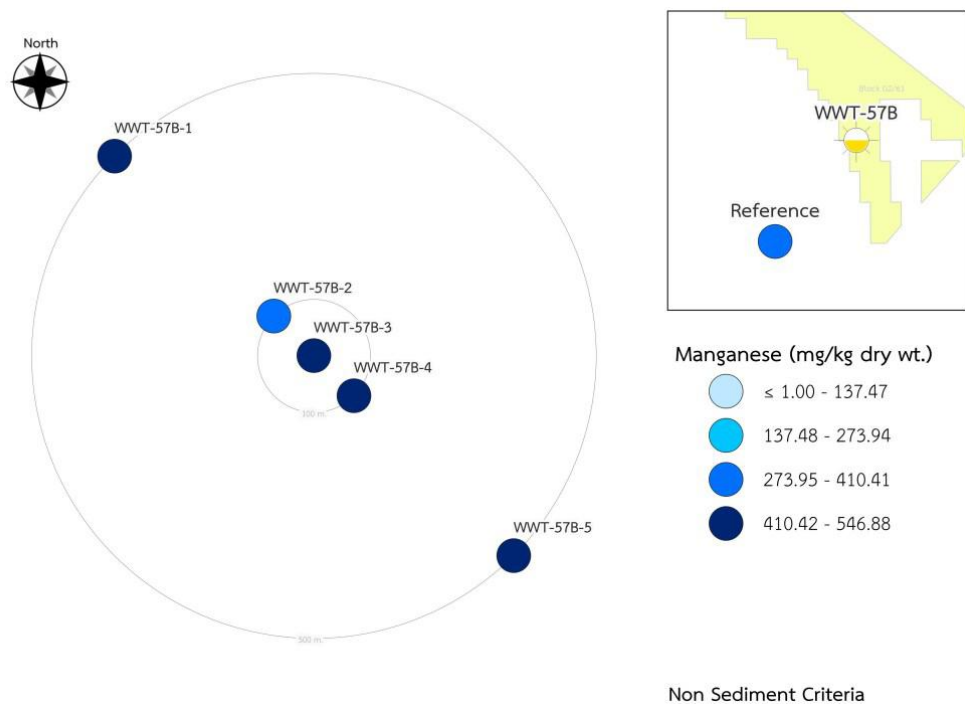 North
WWT-57B-1
WWT-57B-2
WWT-57B-3
WWT-57B-4
100 m.
WWT-57B-5
500 m.
WWT-57B
Reference
Manganese (mg/kg dry wt.)
≤ 1.00 - 137.47
137.48 - 273.94
273.95 - 410.41
410.42 - 546.88
Non Sediment Criteria